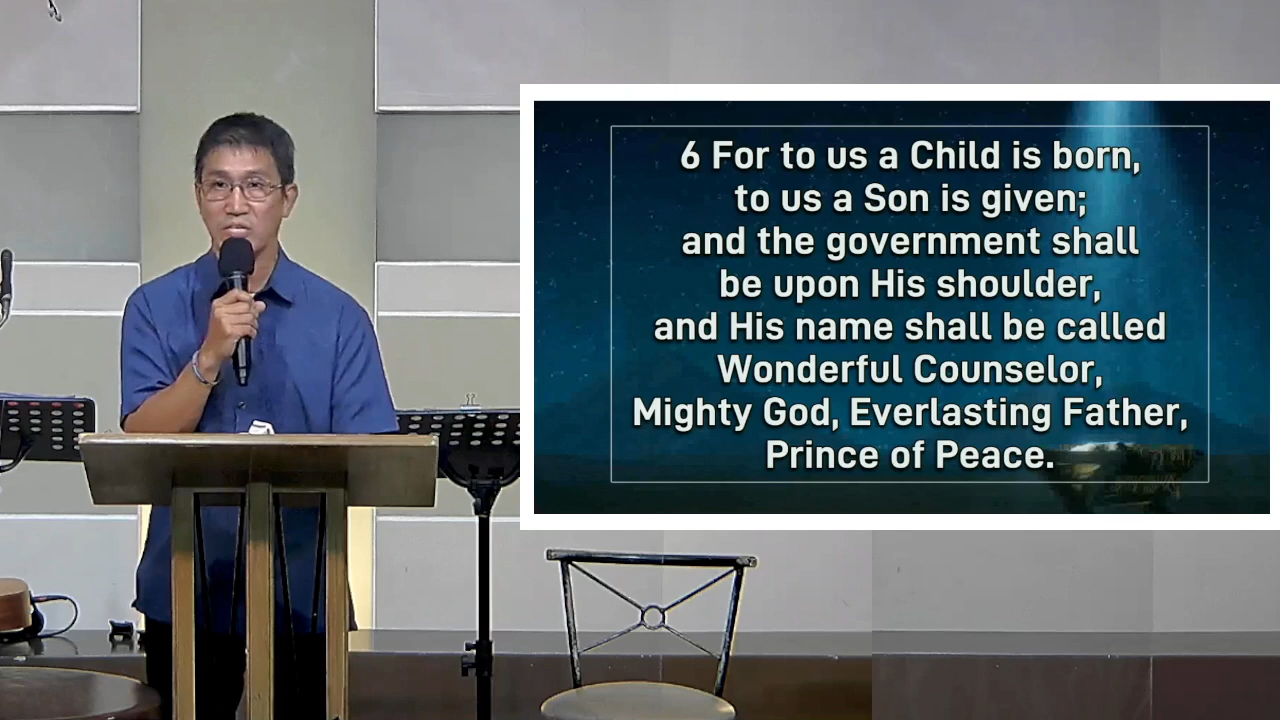 6 For to us a Child is born,
to us a Son is given;
and the government shall
be upon His shoulder,
and His name shall be called
Wonderful Counselor,
Mighty God, Everlasting Father,
Prince of Peace.